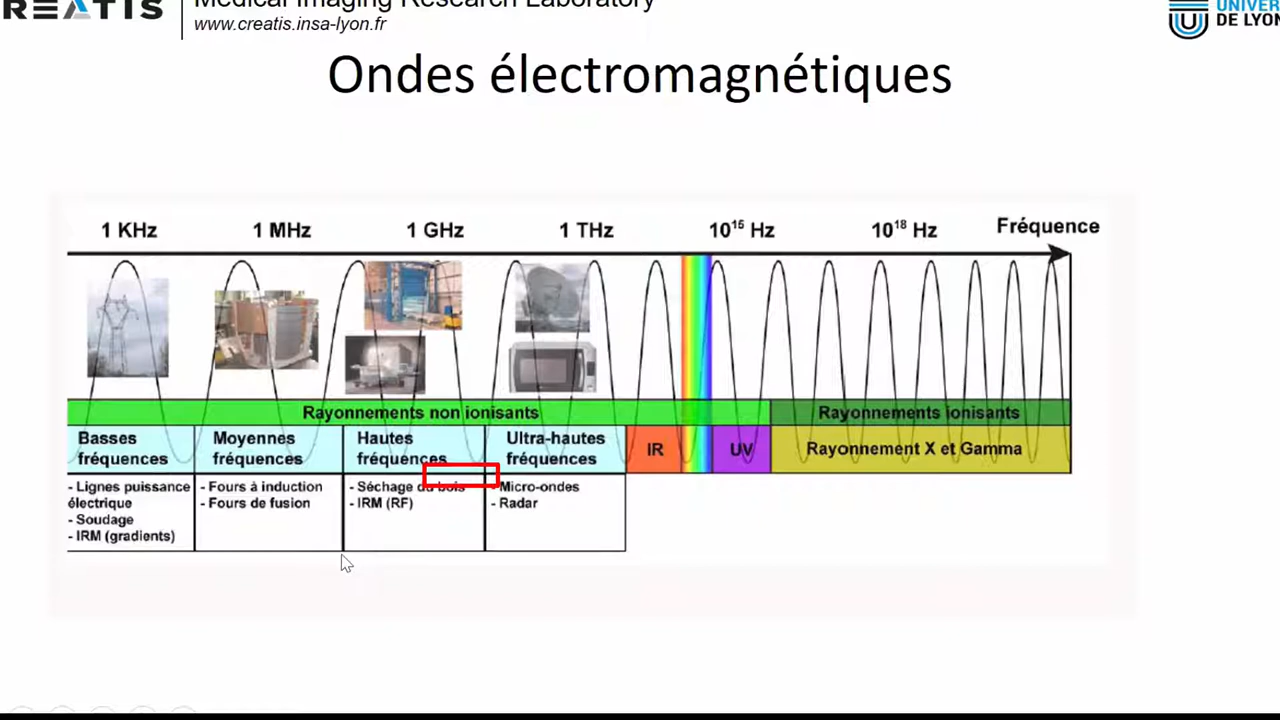 REATIS
Medical Imaging Research Laboratory
www.creatis.insa-lyon.fr
UNIVER
DE LYON
Ondes électromagnétiques
1 KHz
1 MHz
1 GHz
1 THz
10¹⁵ Hz
10¹⁸ Hz
Fréquence
Rayonnements non ionisants
Rayonnements ionisants
Basses
fréquences
Moyennes
fréquences
Hautes
fréquences
Ultra-hautes
fréquences
IR
UV
Rayonnement X et Gamma
- Lignes puissance
électrique
- Soudage
- IRM (gradients)
- Fours à induction
- Fours de fusion
- Séchage du bois
- IRM (RF)
- Micro-ondes
- Radar